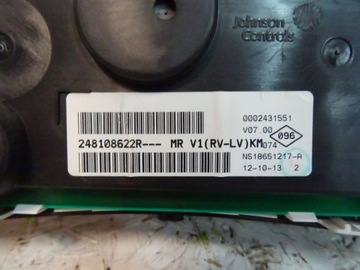 Johnson
Controls
0002431551
V07.00
096
248108622R--- MR V1(RV-LV)KM
074
NS18651217-A
12-10-13 2